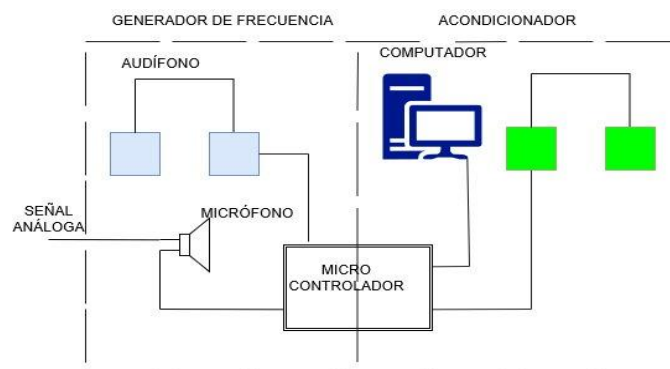 GENERADOR DE FRECUENCIA
ACONDICIONADOR
AUDÍFONO
COMPUTADOR
SEÑAL
ANÁLOGA
MICRÓFONO
MICRO
CONTROLADOR